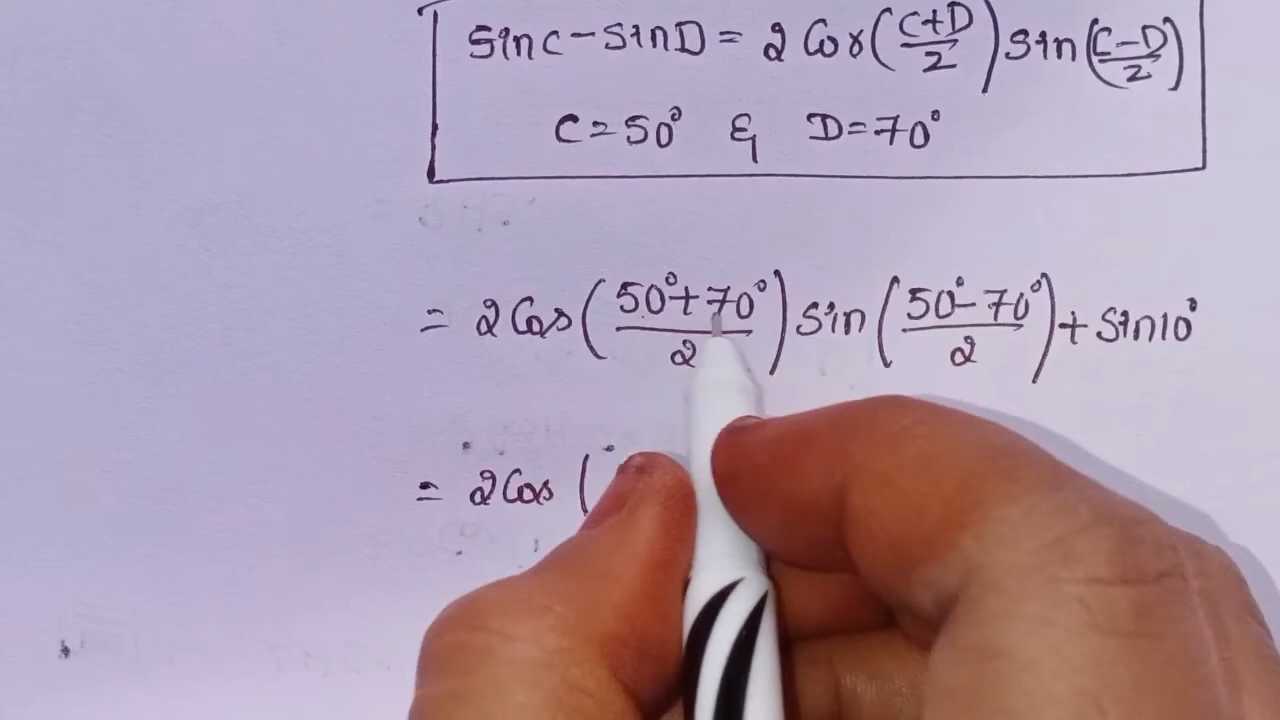 sinC-sinD = 2 Cos(C+D/2) sin(C-D/2)
C=50° & D=70°
= 2Cos(50°+70°/2) sin(50°-70°/2) + sin10°
= 2Cos (